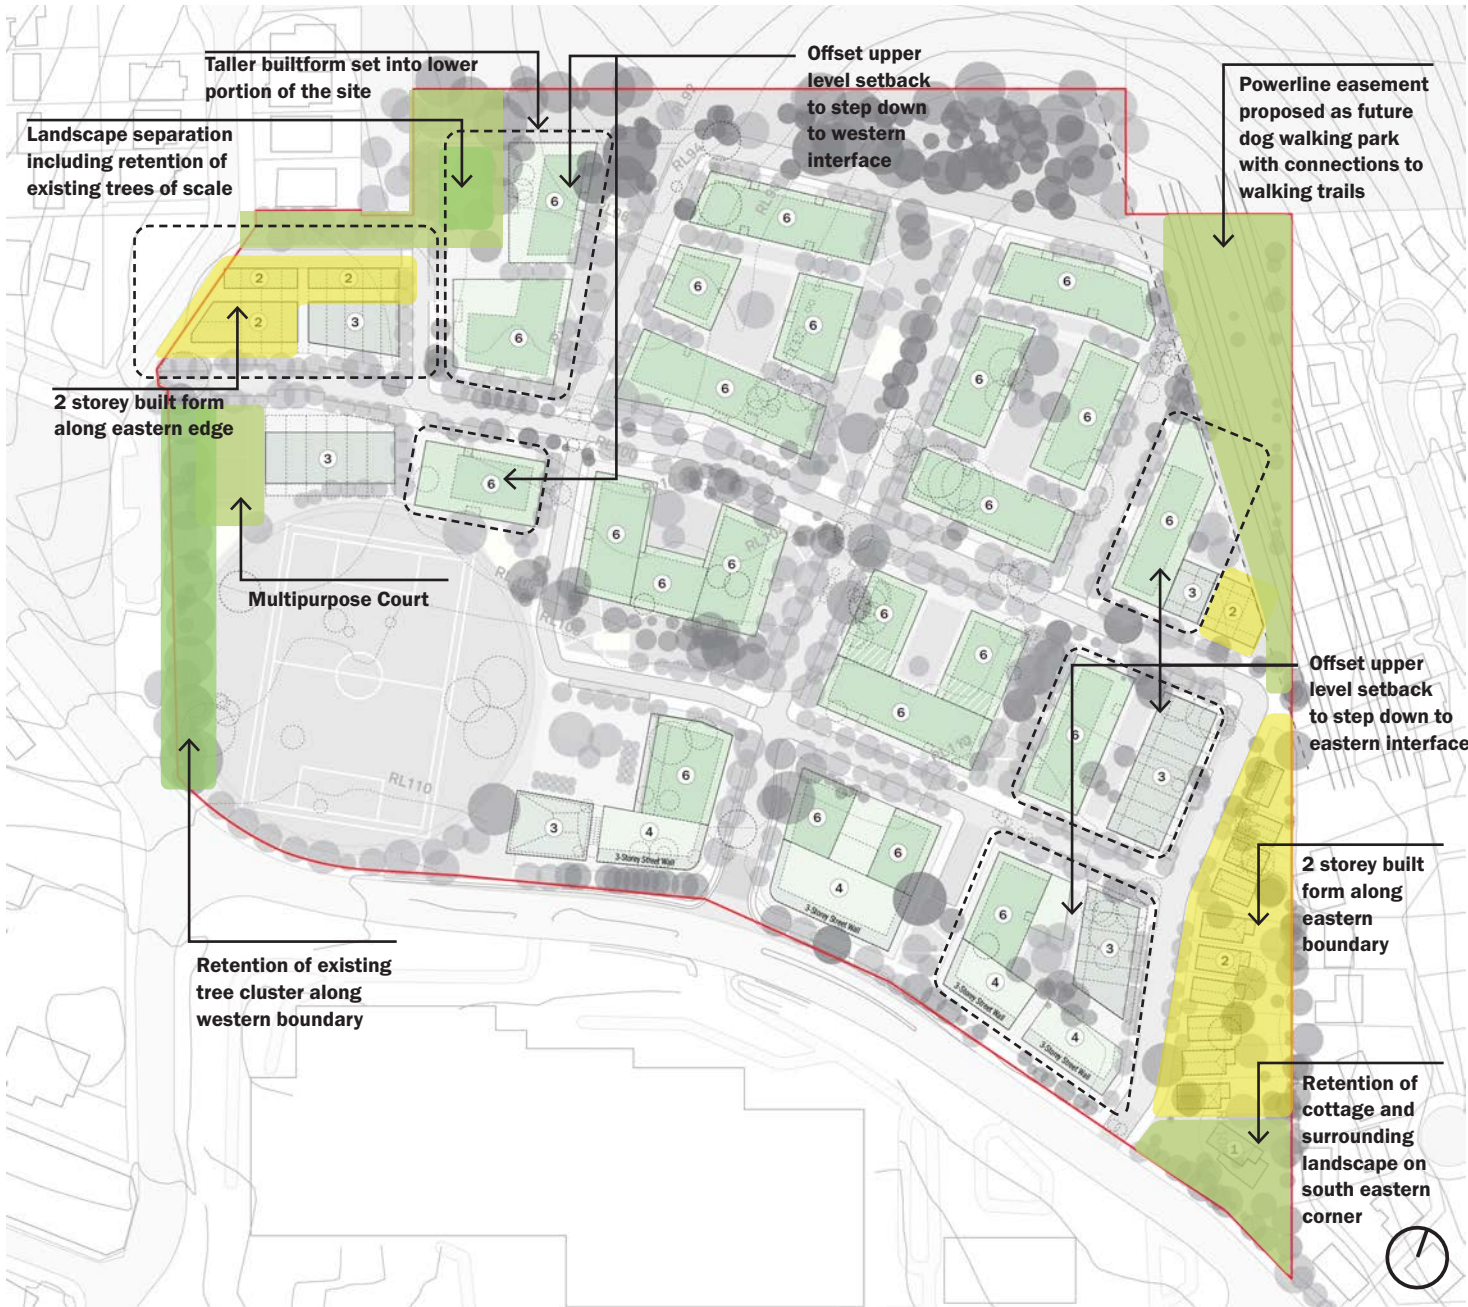 Taller builtform set into lower
portion of the site
Offset upper
level setback
to step down
to western
interface
Powerline easement
proposed as future
dog walking park
with connections to
walking trails
Landscape separation
including retention of
existing trees of scale
RL92
RL94
6
6
6
6
6
2
2
2
3
6
6
6
6
6
2 storey built form
along eastern edge
3
6
6
6
3
2
6
6
6
Multipurpose Court
6
6
6
Offset upper
level setback
to step down to
eastern interface
6
3
RL110
6
3
4
3-Storey Street Wall
6
6
4
3-Storey Street Wall
2 storey built
form along
eastern
boundary
6
3
4
3-Storey Street Wall
4
3-Storey Street Wall
2
Retention of existing
tree cluster along
western boundary
Retention of
cottage and
surrounding
landscape on
south eastern
corner
1